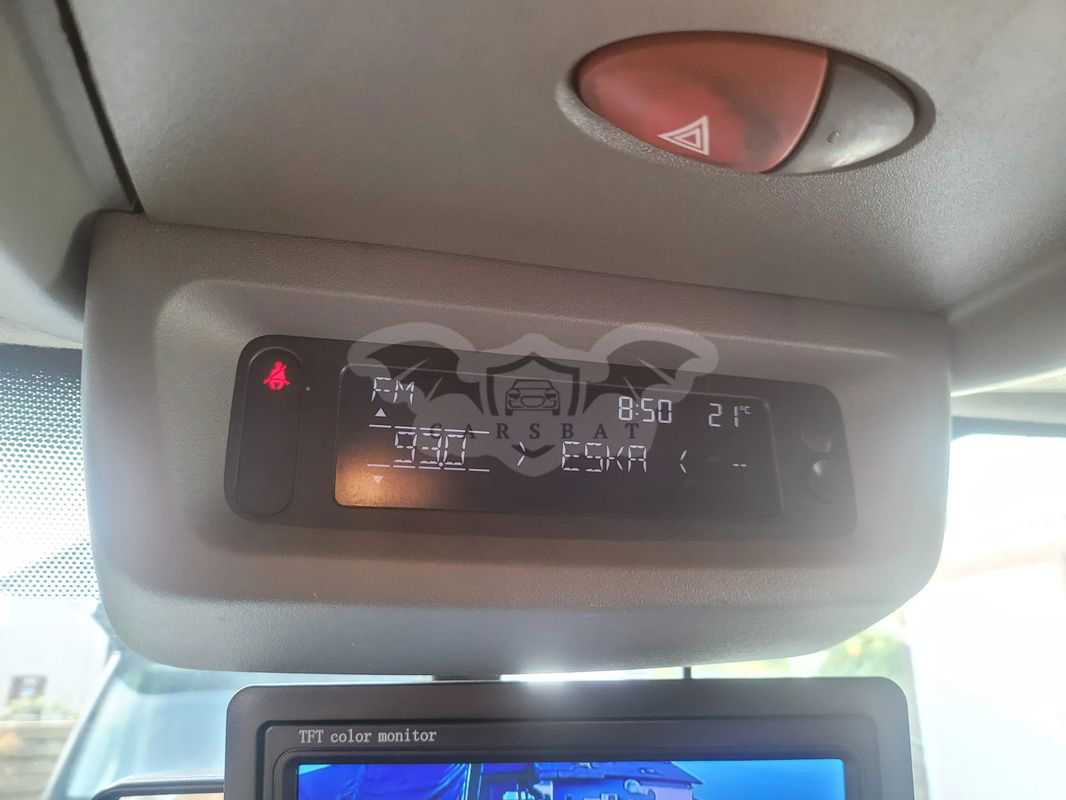 FM
8:50 21°C
93.0 > ESKA < --
CARSBAT
TFT color monitor